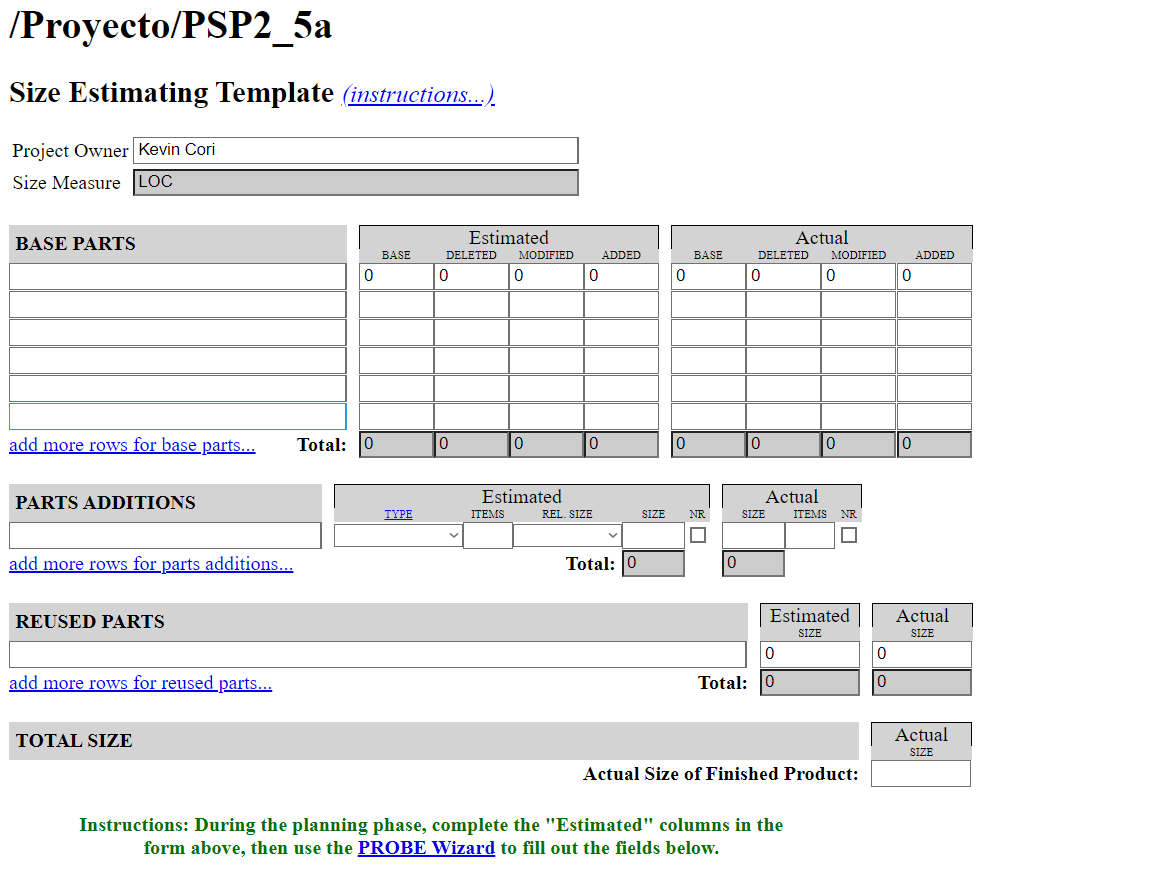 /Proyecto/PSP2_5a
Size Estimating Template (instructions...)
Project Owner Kevin Cori
Size Measure LOC
BASE PARTS Estimated Actual
BASE DELETED MODIFIED ADDED BASE DELETED MODIFIED ADDED
0 0 0 0 0 0 0 0
add more rows for base parts... Total: 0 0 0 0 0 0 0 0
PARTS ADDITIONS Estimated Actual
TYPE ITEMS REL. SIZE SIZE NR SIZE ITEMS NR
add more rows for parts additions... Total: 0 0
REUSED PARTS Estimated Actual
SIZE SIZE
0 0
add more rows for reused parts... Total: 0 0
TOTAL SIZE Actual
SIZE
Actual Size of Finished Product:
Instructions: During the planning phase, complete the "Estimated" columns in the
form above, then use the PROBE Wizard to fill out the fields below.